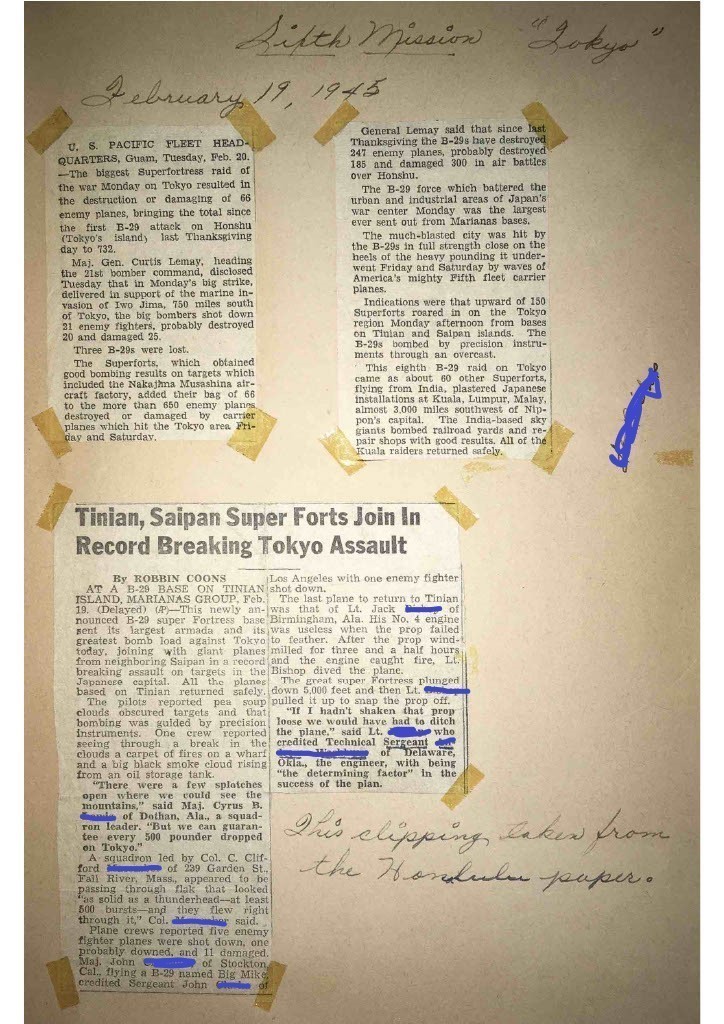 Fifth Mission "Tokyo"
February 19, 1945
U. S. PACIFIC FLEET HEAD-
QUARTERS, Guam, Tuesday, Feb. 20.
—The biggest Superfortress raid of
the war Monday on Tokyo resulted in
the destruction or damaging of 66
enemy planes, bringing the total since
the first B-29 attack on Honshu
(Tokyo's island) last Thanksgiving
day to 732.
Maj. Gen. Curtis Lemay, heading
the 21st bomber command, disclosed
Tuesday that in Monday's big strike,
delivered in support of the marine in-
vasion of Iwo Jima, 750 miles south
of Tokyo, the big bombers shot down
21 enemy fighters, probably destroyed
20 and damaged 25.
Three B-29s were lost.
The Superforts, which obtained
good bombing results on targets which
included the Nakajhma Musashina air-
craft factory, added their bag of 66
to the more than 650 enemy planes
destroyed or damaged by carrier
planes which hit the Tokyo area Fri-
day and Saturday.
General Lemay said that since last
Thanksgiving the B-29s have destroyed
247 enemy planes, probably destroyed
185 and damaged 300 in air battles
over Honshu.
The B-29 force which battered the
urban and industrial areas of Japan's
war center Monday was the largest
ever sent out from Marianas bases.
The much-blasted city was hit by
the B-29s in full strength close on the
heels of the heavy pounding it under-
went Friday and Saturday by waves of
America's mighty Fifth fleet carrier
planes.
Indications were that upward of 150
Superforts roared in on the Tokyo
region Monday afternoon from bases
on Tinian and Saipan islands. The
B-29s bombed by precision instru-
ments through an overcast.
This eighth B-29 raid on Tokyo
came as about 60 other Superforts,
flying from India, plastered Japanese
installations at Kuala, Lumpur, Malay,
almost 3,000 miles southwest of Nip-
pon's capital. The India-based sky
giants bombed railroad yards and re-
pair shops with good results. All of the
Kuala raiders returned safely.
Tinian, Saipan Super Forts Join In
Record Breaking Tokyo Assault
By ROBBIN COONS
AT A B-29 BASE ON TINIAN
ISLAND, MARIANAS GROUP, Feb.
19. (Delayed) (AP)—This newly an-
nounced B-29 super Fortress base
sent its largest armada and its
greatest bomb load against Tokyo
today, joining with giant planes
from neighboring Saipan in a record
breaking assault on targets in the
Japanese capital. All the planes
based on Tinian returned safely.
The pilots reported pea soup
clouds obscured targets and that
bombing was guided by precision
instruments. One crew reported
seeing through a break in the
clouds a carpet of fires on a wharf
and a big black smoke cloud rising
from an oil storage tank.
"There were a few splotches
open where we could see the
mountains," said Maj. Cyrus B.
of Dothan, Ala., a squad-
ron leader. "But we can guaran-
tee every 500 pounder dropped
on Tokyo."
A squadron led by Col. C. Clif-
ford of 239 Garden St.,
Fall River, Mass., appeared to be
passing through flak that looked
"as solid as a thunderhead—at least
500 bursts—and they flew right
through it," Col. said.
Plane crews reported five enemy
fighter planes were shot down, one
probably downed, and 11 damaged.
Maj. John of Stockton,
Cal., flying a B-29 named Big Mike,
credited Sergeant John of
Los Angeles with one enemy fighter
shot down.
The last plane to return to Tinian
was that of Lt. Jack of
Birmingham, Ala. His No. 4 engine
was useless when the prop failed
to feather. After the prop wind-
milled for three and a half hours
and the engine caught fire, Lt.
Bishop dived the plane.
The great super Fortress plunged
down 5,000 feet and then Lt.
pulled it up to snap the prop off.
"If I hadn't shaken that prop
loose we would have had to ditch
the plane," said Lt. who
credited Technical Sergeant
of Delaware,
Okla., the engineer, with being
"the determining factor" in the
success of the plan.
This clipping taken from
the Honolulu paper.